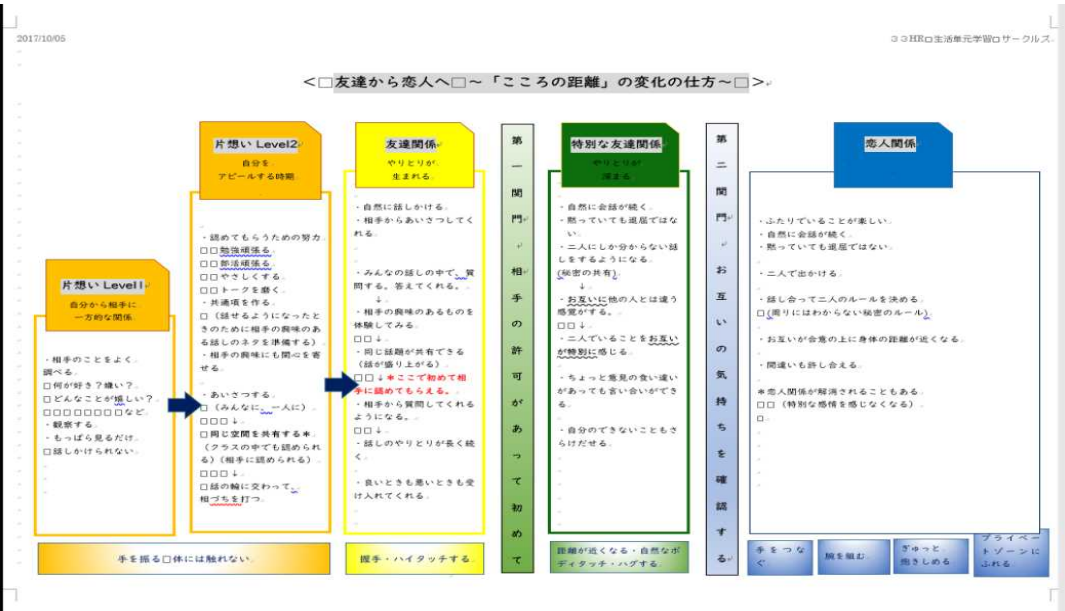 2017/10/05
３３HR□生活単元学習□サークルズ
＜□友達から恋人へ□～「こころの距離」の変化の仕方～□＞
片想い Level1
自分から相手に
一方的な関係
・相手のことをよく
調べる
□何が好き？嫌い？
□どんなことが嬉しい？
□□□□□□□□など
・観察する
・もっぱら見るだけ
□話しかけられない
片想い Level2
自分を
アピールする時期
・認めてもらうための努力
□□勉強頑張る
□□部活頑張る
□□やさしくする
□□トークを磨く
・共通項を作る
□（話せるようになったと
きのために相手の興味のあ
る話しのネタを準備する）
・相手の興味にも関心を寄
せる
・あいさつする
□（みんなに、一人に）
□□□↓
□同じ空間を共有する＊
（クラスの中でも認められ
る）(相手に認められる）
□□□↓
□話の輪に交わって、
相づちを打つ
手を振る□体には触れない
友達関係
やりとりが
生まれる
・自然に話しかける
・相手からあいさつしてく
れる
・みんなの話しの中で、質
問する。答えてくれる。
↓
・相手の興味のあるものを
体験してみる
□□↓
・同じ話題が共有できる
（話が盛り上がる）
□□↓＊ここで初めて相
手に認めてもらえる。
・相手から質問してくれる
ようになる。
□□↓
・話しのやりとりが長く続
く
・良いときも悪いときも受
け入れてくれる
握手・ハイタッチする
第一関門 相手の許可があって初めて
特別な友達関係
やりとりが
深まる
・自然に会話が続く
・黙っていても退屈ではな
い
・二人にしか分からない話
しをするようになる
(秘密の共有)
↓
・お互いに他の人とは違う
感覚がする。
□□↓
・二人でいることをお互い
が特別に感じる
・ちょっと意見の食い違い
があっても言い合いができ
る
・自分のできないこともさ
らけだせる
距離が近くなる・自然なボ
ディタッチ・ハグする
第二関門 お互いの気持ちを確認する
恋人関係
・ふたりでいることが楽しい
・自然に会話が続く
・黙っていても退屈ではない
・二人で出かける
・話し合って二人のルールを決める
□(周りにはわからない秘密のルール)
・お互いが合意の上に身体の距離が近くなる
・間違いも許し合える
＊恋人関係が解消されることもある
□□（特別な感情を感じなくなる）
□
手をつな
ぐ
腕を組む
ぎゅっと
抱きしめる
プライベー
トゾーンに
ふれる